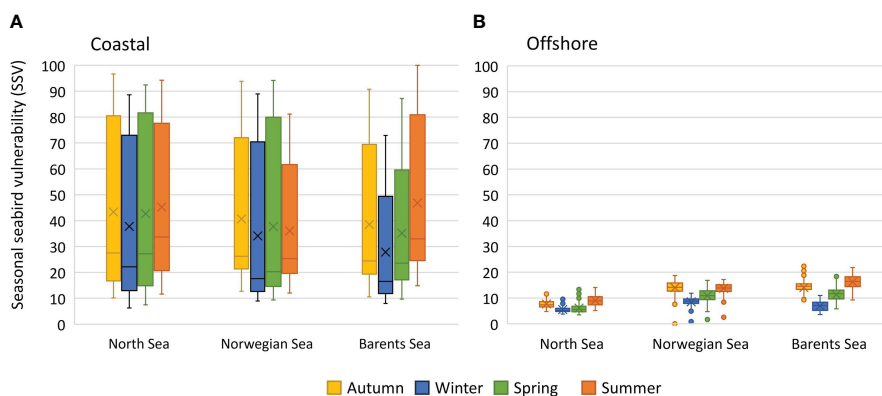 A
B
Coastal
Offshore
Seasonal seabird vulnerability (SSV)
100
90
80
70
60
50
40
30
20
10
0
North Sea
Norwegian Sea
Barents Sea
100
90
80
70
60
50
40
30
20
10
0
North Sea
Norwegian Sea
Barents Sea
Autumn Winter Spring Summer